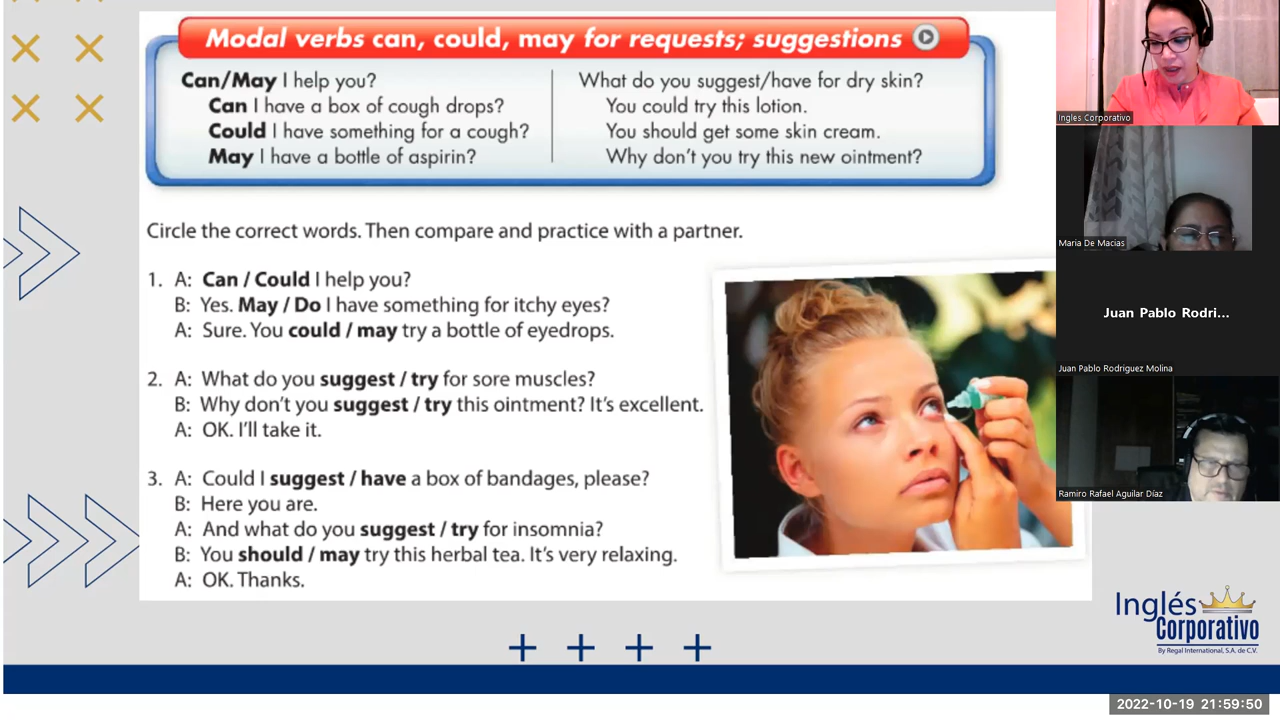 Modal verbs can, could, may for requests; suggestions
Can/May I help you?
Can I have a box of cough drops?
Could I have something for a cough?
May I have a bottle of aspirin?
What do you suggest/have for dry skin?
You could try this lotion.
You should get some skin cream.
Why don't you try this new ointment?
Circle the correct words. Then compare and practice with a partner.
1. A: Can / Could I help you?
B: Yes. May / Do I have something for itchy eyes?
A: Sure. You could / may try a bottle of eyedrops.
2. A: What do you suggest / try for sore muscles?
B: Why don't you suggest / try this ointment? It's excellent.
A: OK. I'll take it.
3. A: Could I suggest / have a box of bandages, please?
B: Here you are.
A: And what do you suggest / try for insomnia?
B: You should / may try this herbal tea. It's very relaxing.
A: OK. Thanks.
Ingles Corporativo
Maria De Macias
Juan Pablo Rodri...
Juan Pablo Rodriguez Molina
Ramiro Rafael Aguilar Díaz
Inglés
Corporativo
By Regal International, S.A. de C.V.
2022-10-19 21:59:50